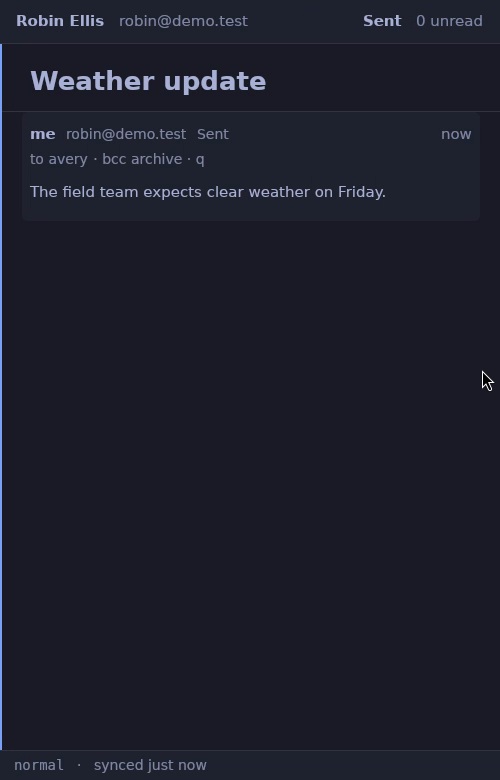 Robin Ellis robin@demo.test Sent 0 unread
Weather update
me robin@demo.test Sent now
to avery · bcc archive · q
The field team expects clear weather on Friday.
normal · synced just now